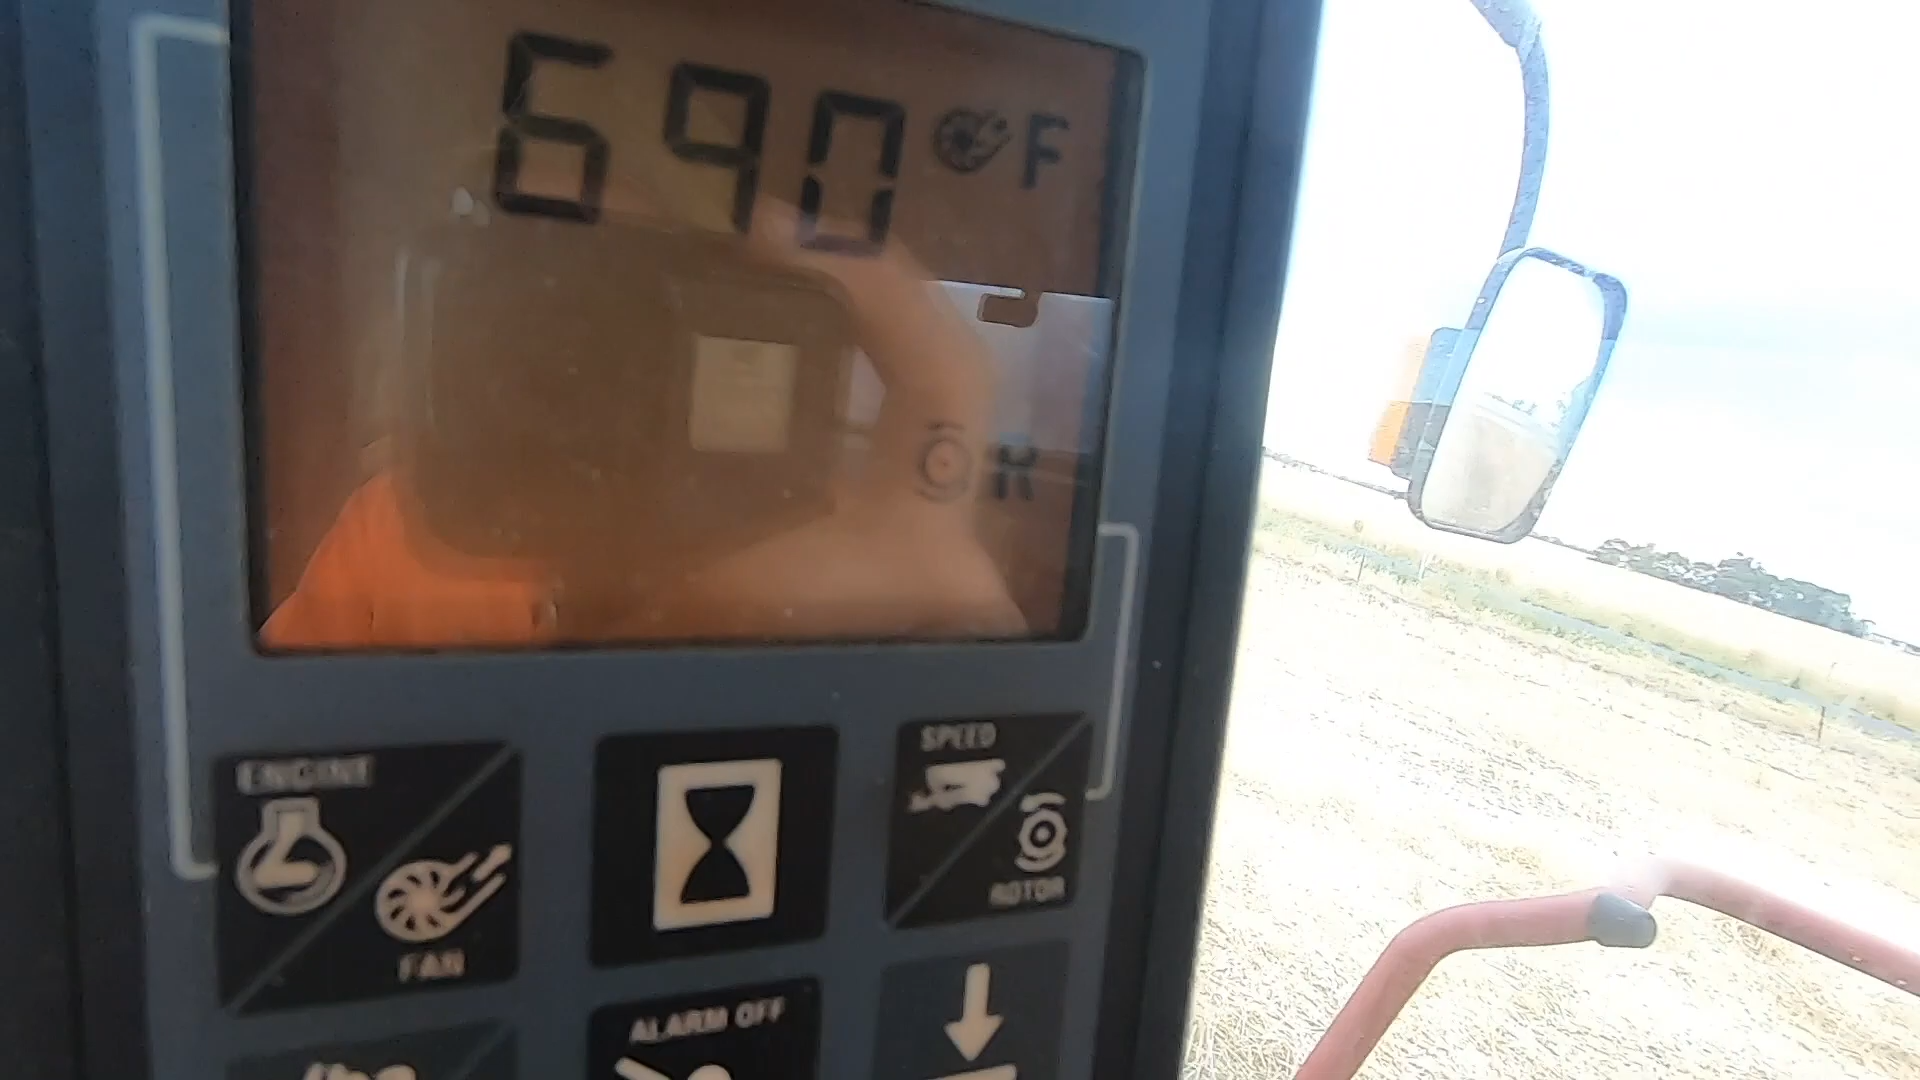 690 F
R
ENGINE
SPEED
FAN
ROTOR
ALARM OFF